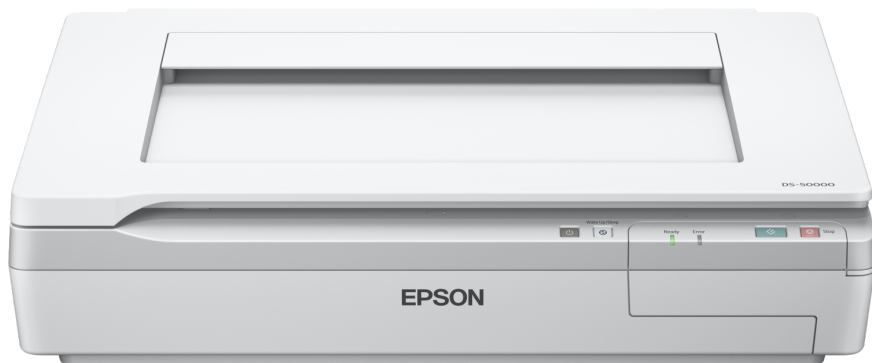 DS-50000
Wake Up/Sleep
Ready Error
Stop
EPSON